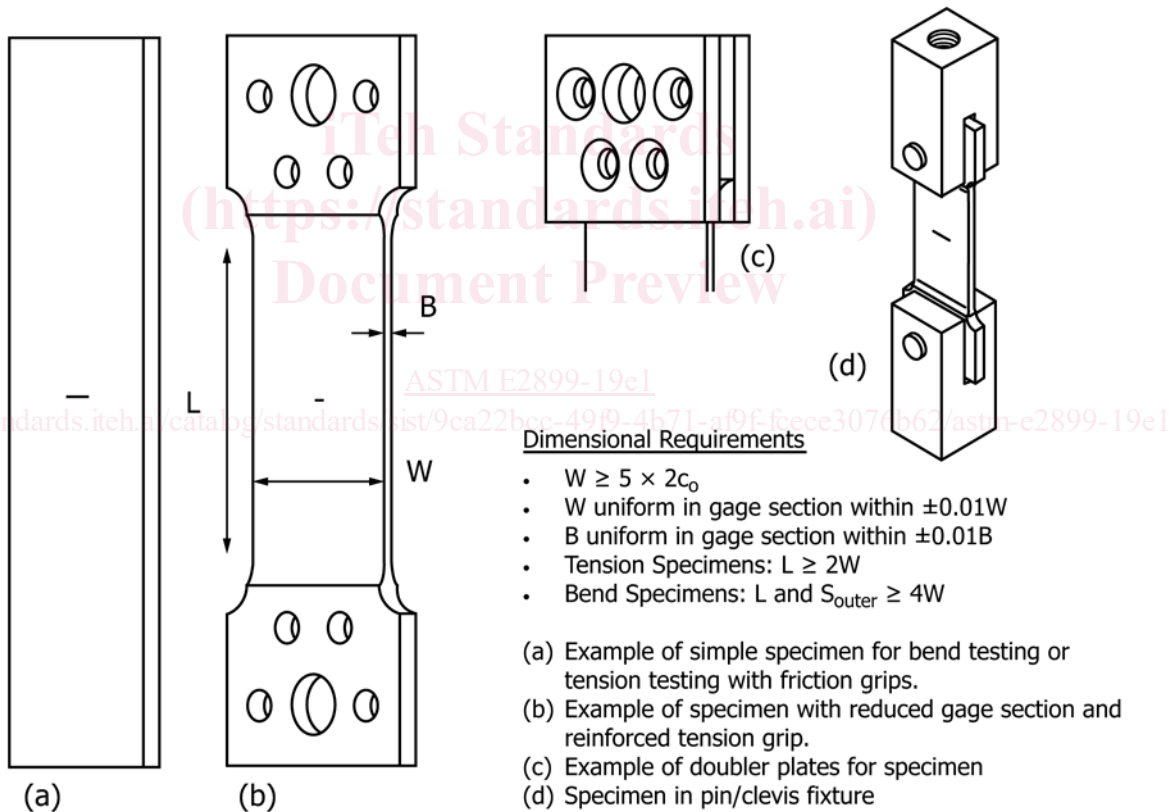 (c)
iTeh Standards
(https://standards.iteh.ai)
Document Preview
B
(d)
ASTM E2899-19e1
L
ndards.iteh.ai/catalog/standards/sist/9ca22bcc-49f9-4b71-af9f-fcece3076b62/astm-e2899-19e1
W
Dimensional Requirements
• W ≥ 5 × 2c₀
• W uniform in gage section within ±0.01W
• B uniform in gage section within ±0.01B
• Tension Specimens: L ≥ 2W
• Bend Specimens: L and Souter ≥ 4W
(a) Example of simple specimen for bend testing or
tension testing with friction grips.
(b) Example of specimen with reduced gage section and
reinforced tension grip.
(c) Example of doubler plates for specimen
(d) Specimen in pin/clevis fixture
(a)
(b)